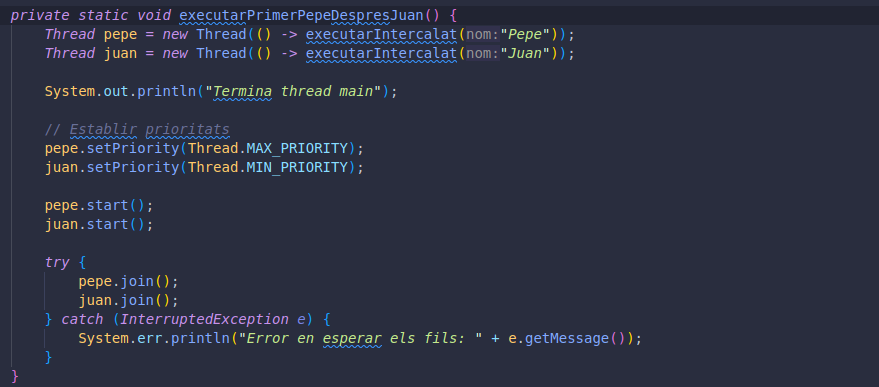 private static void executarPrimerPepeDespresJuan() {
    Thread pepe = new Thread(() -> executarIntercalat(nom:"Pepe"));
    Thread juan = new Thread(() -> executarIntercalat(nom:"Juan"));

    System.out.println("Termina thread main");

    // Establir prioritats
    pepe.setPriority(Thread.MAX_PRIORITY);
    juan.setPriority(Thread.MIN_PRIORITY);

    pepe.start();
    juan.start();

    try {
        pepe.join();
        juan.join();
    } catch (InterruptedException e) {
        System.err.println("Error en esperar els fils: " + e.getMessage());
    }
}